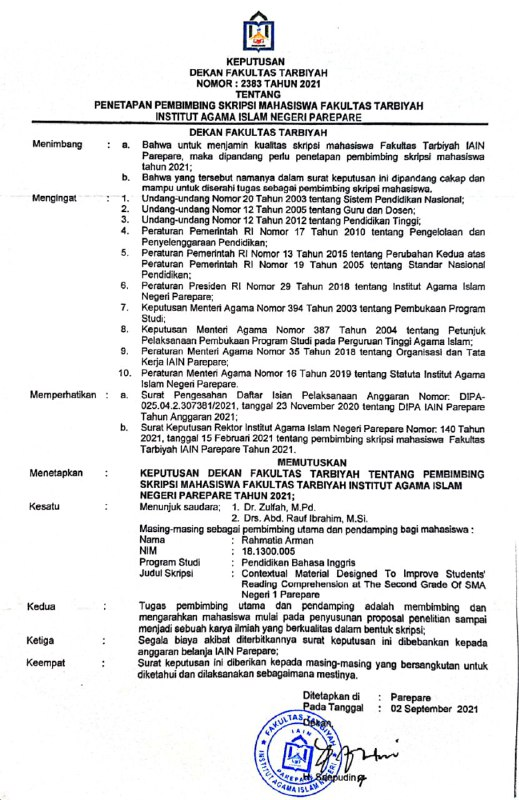 KEPUTUSAN
DEKAN FAKULTAS TARBIYAH
NOMOR : 2383 TAHUN 2021
TENTANG
PENETAPAN PEMBIMBING SKRIPSI MAHASISWA FAKULTAS TARBIYAH
INSTITUT AGAMA ISLAM NEGERI PAREPARE
DEKAN FAKULTAS TARBIYAH
Menimbang : a. Bahwa untuk menjamin kualitas skripsi mahasiswa Fakultas Tarbiyah IAIN
Parepare, maka dipandang perlu penetapan pembimbing skripsi mahasiswa
tahun 2021;
b. Bahwa yang tersebut namanya dalam surat keputusan ini dipandang cakap dan
mampu untuk diserahi tugas sebagai pembimbing skripsi mahasiswa.
Mengingat : 1. Undang-undang Nomor 20 Tahun 2003 tentang Sistem Pendidikan Nasional;
2. Undang-undang Nomor 12 Tahun 2005 tentang Guru dan Dosen;
3. Undang-undang Nomor 12 Tahun 2012 tentang Pendidikan Tinggi;
4. Peraturan Pemerintah RI Nomor 17 Tahun 2010 tentang Pengelolaan dan
Penyelenggaraan Pendidikan;
5. Peraturan Pemerintah RI Nomor 13 Tahun 2015 tentang Perubahan Kedua atas
Peraturan Pemerintah RI Nomor 19 Tahun 2005 tentang Standar Nasional
Pendidikan;
6. Peraturan Presiden RI Nomor 29 Tahun 2018 tentang Institut Agama Islam
Negeri Parepare;
7. Keputusan Menteri Agama Nomor 394 Tahun 2003 tentang Pembukaan Program
Studi;
8. Keputusan Menteri Agama Nomor 387 Tahun 2004 tentang Petunjuk
Pelaksanaan Pembukaan Program Studi pada Perguruan Tinggi Agama Islam;
9. Peraturan Menteri Agama Nomor 35 Tahun 2018 tentang Organisasi dan Tata
Kerja IAIN Parepare;
10. Peraturan Menteri Agama Nomor 16 Tahun 2019 tentang Statuta Institut Agama
Islam Negeri Parepare.
Memperhatikan : a. Surat Pengesahan Daftar Isian Pelaksanaan Anggaran Nomor: DIPA-
025.04.2.307381/2021, tanggal 23 November 2020 tentang DIPA IAIN Parepare
Tahun Anggaran 2021;
b. Surat Keputusan Rektor Institut Agama Islam Negeri Parepare Nomor: 140 Tahun
2021, tanggal 15 Februari 2021 tentang pembimbing skripsi mahasiswa Fakultas
Tarbiyah IAIN Parepare Tahun 2021.
MEMUTUSKAN
Menetapkan : KEPUTUSAN DEKAN FAKULTAS TARBIYAH TENTANG PEMBIMBING
SKRIPSI MAHASISWA FAKULTAS TARBIYAH INSTITUT AGAMA ISLAM
NEGERI PAREPARE TAHUN 2021;
Kesatu : Menunjuk saudara; 1. Dr. Zulfah, M.Pd.
2. Drs. Abd. Rauf Ibrahim, M.Si.
Masing-masing sebagai pembimbing utama dan pendamping bagi mahasiswa :
Nama : Rahmatia Arman
NIM : 18.1300.005
Program Studi : Pendidikan Bahasa Inggris
Judul Skripsi : Contextual Material Designed To Improve Students'
Reading Comprehension at The Second Grade Of SMA
Negeri 1 Parepare
Kedua : Tugas pembimbing utama dan pendamping adalah membimbing dan
mengarahkan mahasiswa mulai pada penyusunan proposal penelitian sampai
menjadi sebuah karya ilmiah yang berkualitas dalam bentuk skripsi;
Ketiga : Segala biaya akibat diterbitkannya surat keputusan ini dibebankan kepada
anggaran belanja IAIN Parepare;
Keempat : Surat keputusan ini diberikan kepada masing-masing yang bersangkutan untuk
diketahui dan dilaksanakan sebagaimana mestinya.
Ditetapkan di : Parepare
Pada Tanggal : 02 September 2021
Dekan,
FAKULTAS TARBIYAH
IAIN
PAREPARE
INSTITUT AGAMA ISLAM NEGERI
H. Saepudin